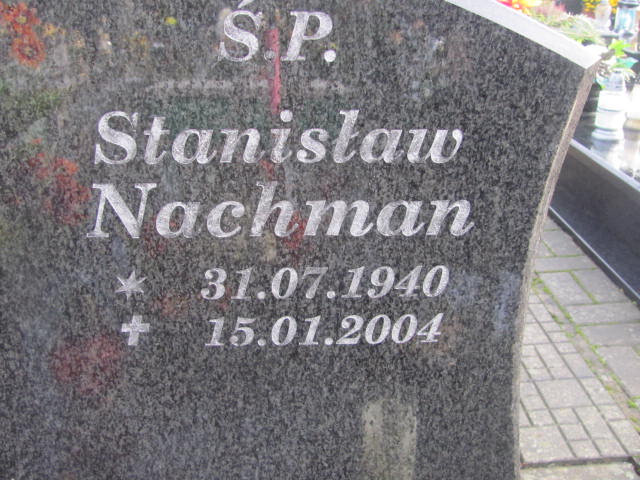 Ś.P.
Stanisław
Nachman
* 31.07.1940
✝ 15.01.2004